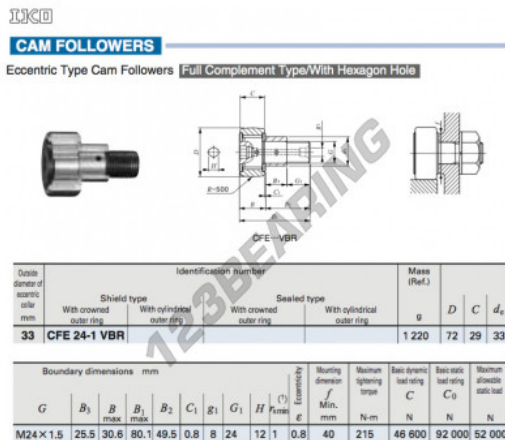 IKO
CAM FOLLOWERS
Eccentric Type Cam Followers Full Complement Type/With Hexagon Hole
C
D
H
R=500
G
B2 G1
C1
B
CFE···VBR
123BEARING
Outside diameter of eccentric collar mm
Identification number
Mass (Ref.) g
Shield type
Sealed type
With crowned outer ring
With cylindrical outer ring
With crowned outer ring
With cylindrical outer ring
D C de
33 CFE 24-1 VBR 1 220 72 29 33
Boundary dimensions mm
G B3 B max B1 max B2 C1 g1 G1 H rs min (1)
Eccentricity ε
Mounting dimension f Min. mm
Maximum tightening torque N-m
Basic dynamic load rating C N
Basic static load rating C0 N
Maximum allowable static load N
M24×1.5 25.5 30.6 80.1 49.5 0.8 8 24 12 1 0.8 40 215 46 600 92 000 52 000